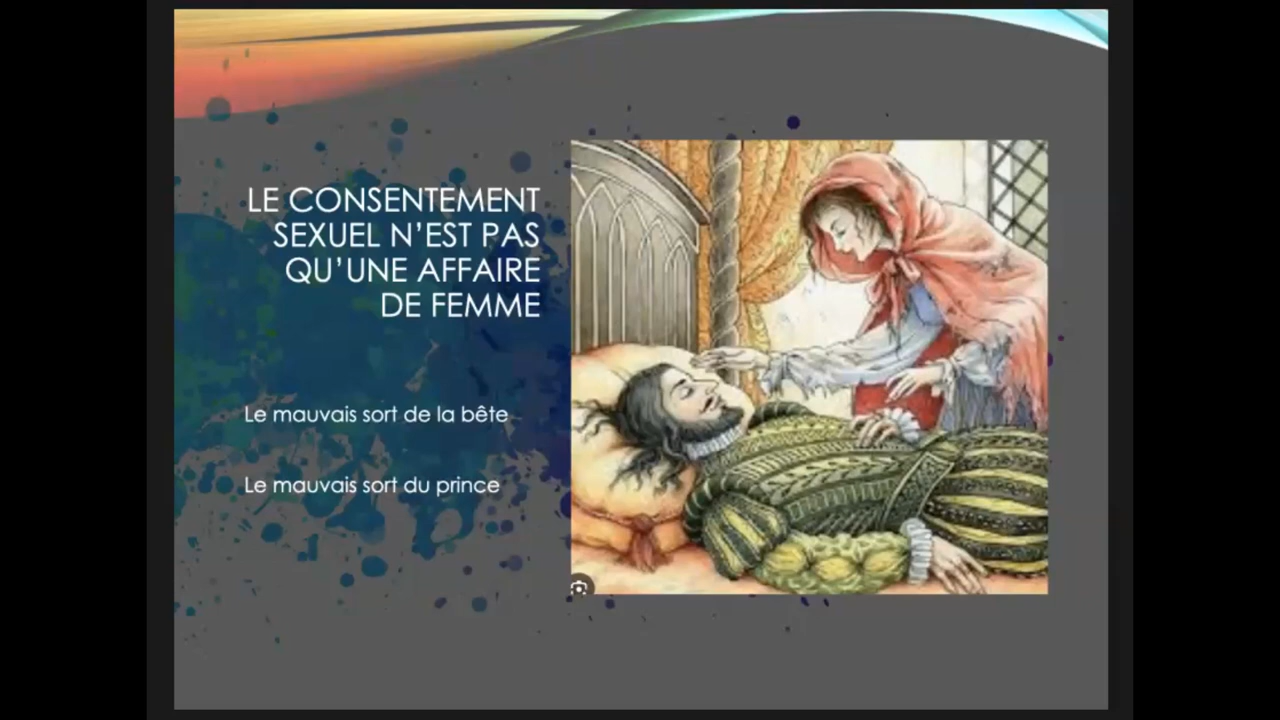 LE CONSENTEMENT
SEXUEL N'EST PAS
QU'UNE AFFAIRE
DE FEMME
Le mauvais sort de la bête
Le mauvais sort du prince